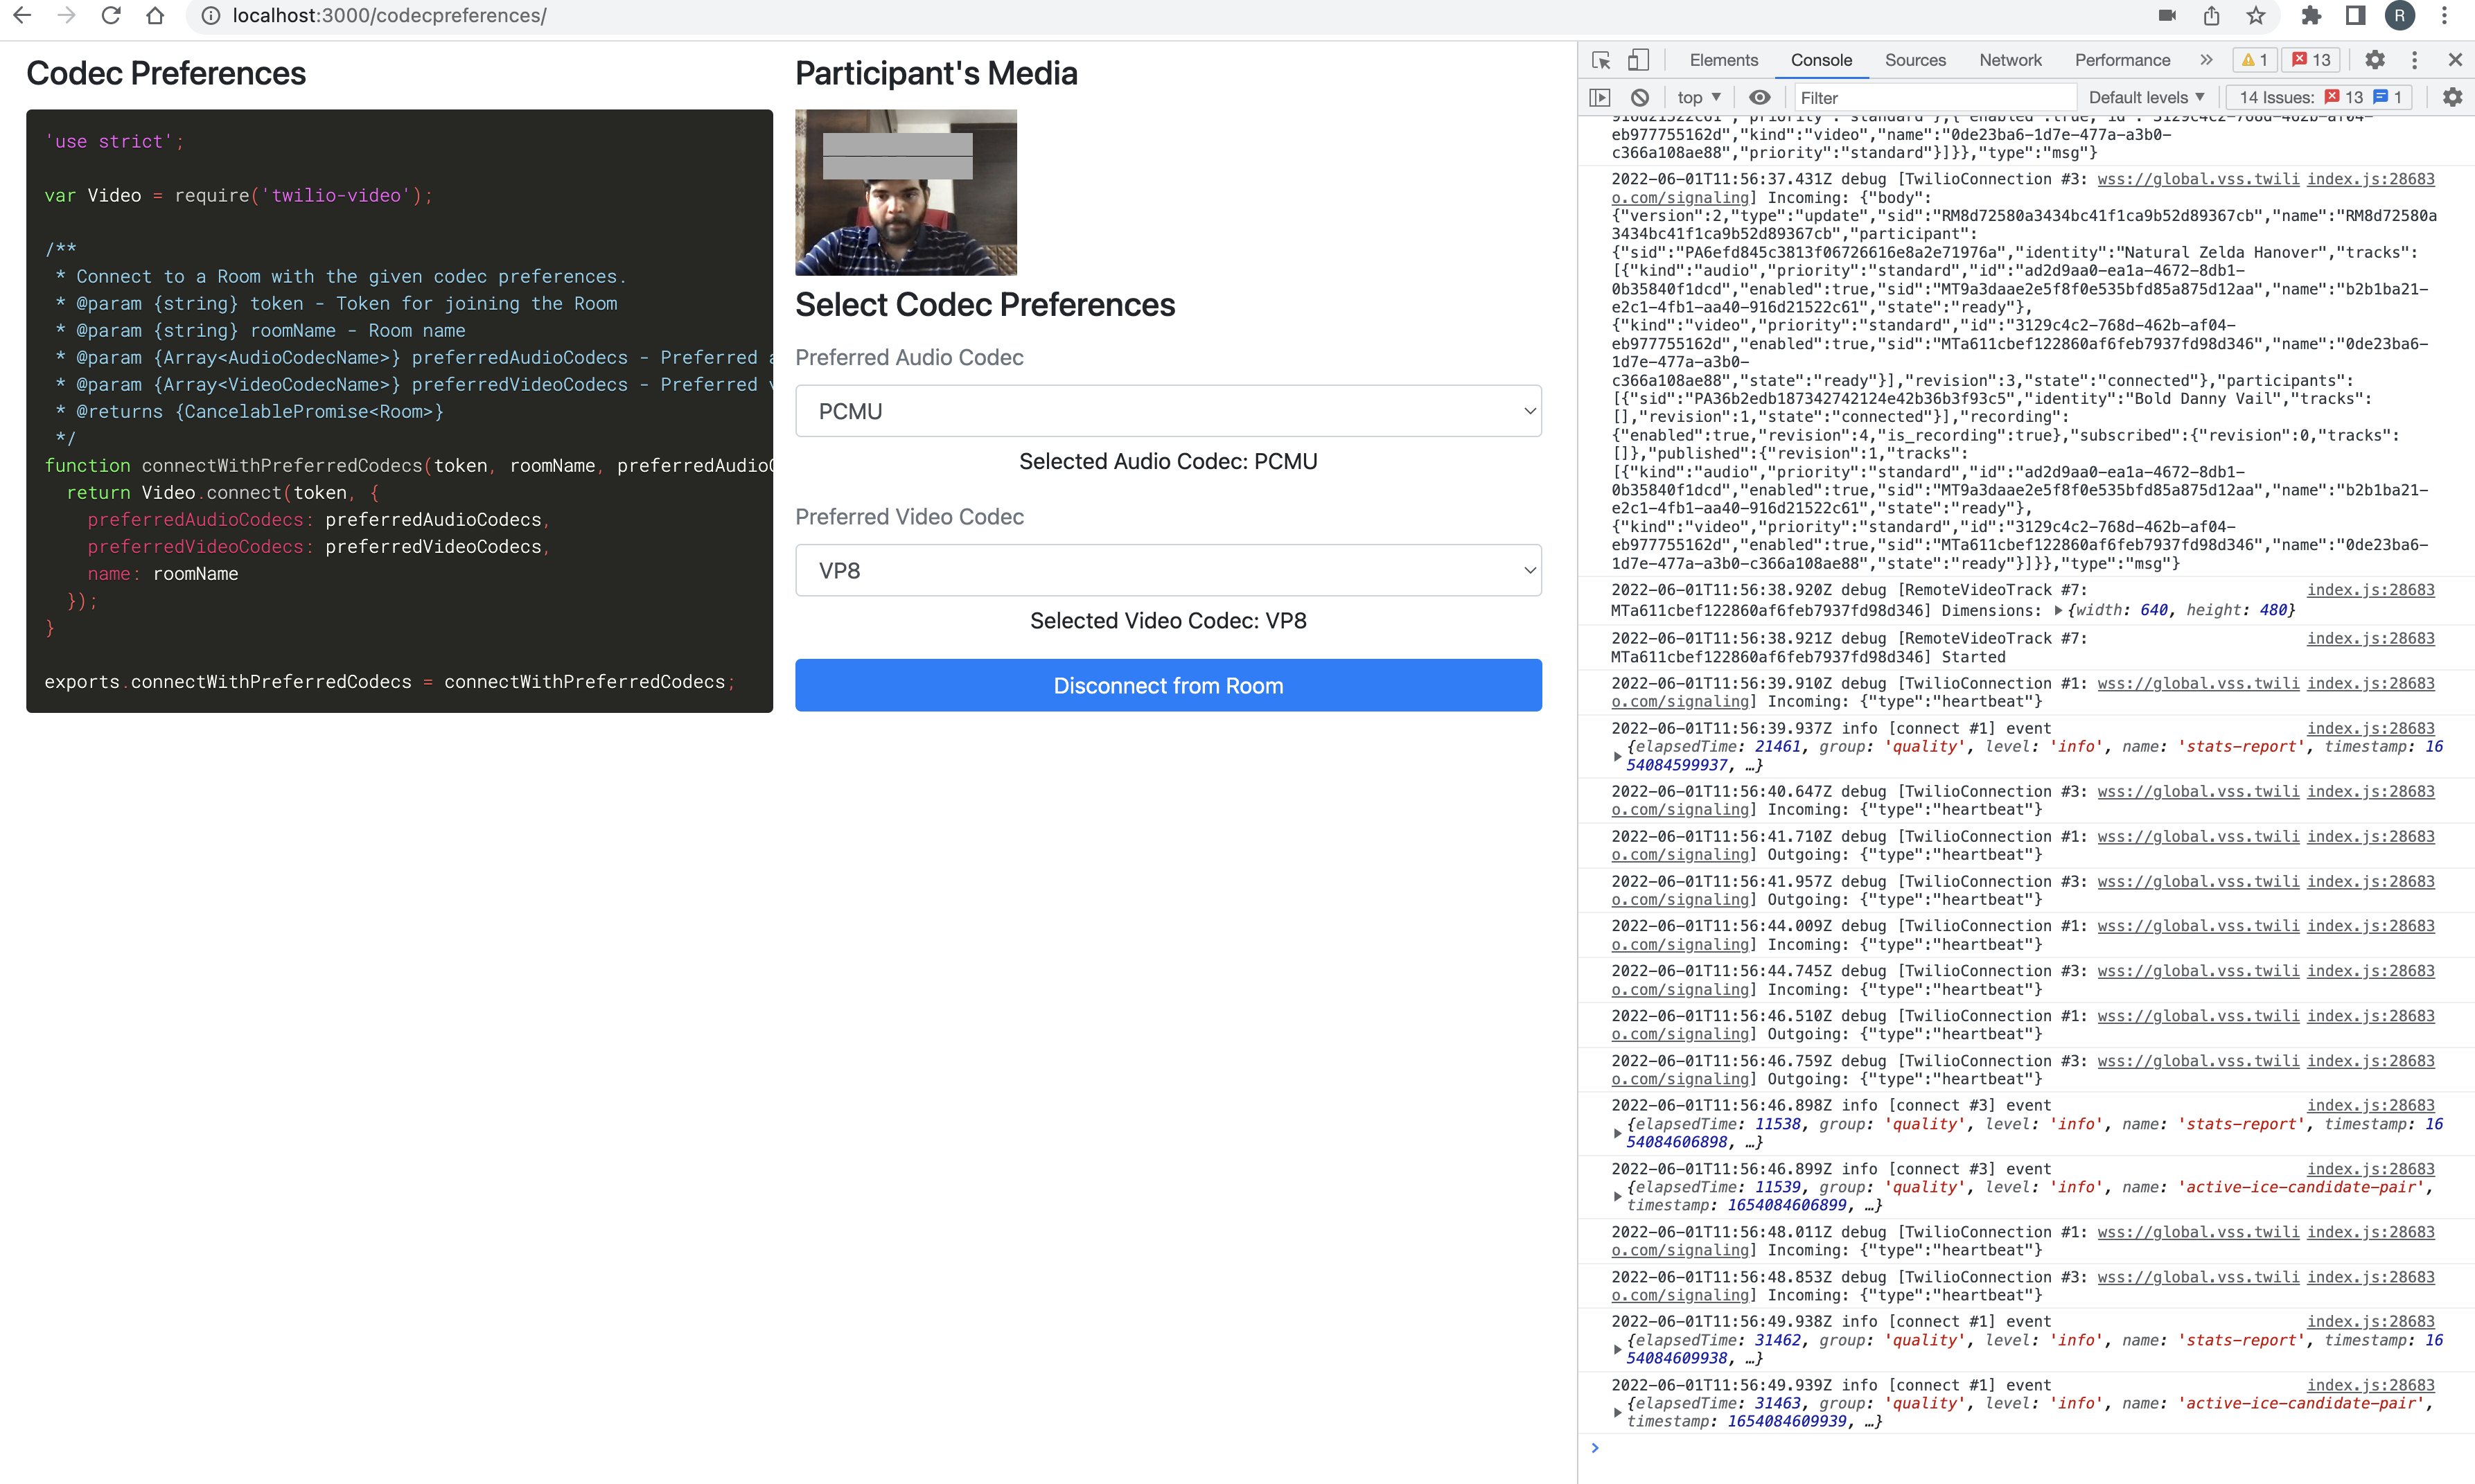 localhost:3000/codecpreferences/
R
Codec Preferences
'use strict';
var Video = require('twilio-video');
/**
* Connect to a Room with the given codec preferences.
* @param {string} token - Token for joining the Room
* @param {string} roomName - Room name
* @param {Array<AudioCodecName>} preferredAudioCodecs - Preferred
* @param {Array<VideoCodecName>} preferredVideoCodecs - Preferred
* @returns {CancelablePromise<Room>}
*/
function connectWithPreferredCodecs(token, roomName, preferredAudio
return Video.connect(token, {
preferredAudioCodecs: preferredAudioCodecs,
preferredVideoCodecs: preferredVideoCodecs,
name: roomName
});
}
exports.connectWithPreferredCodecs = connectWithPreferredCodecs;
Participant's Media
Select Codec Preferences
Preferred Audio Codec
PCMU
Selected Audio Codec: PCMU
Preferred Video Codec
VP8
Selected Video Codec: VP8
Disconnect from Room
Elements Console Sources Network Performance » 1 13
top Filter Default levels 14 Issues: 13 1
916d21522c61","priority":"standard"},{"enabled":true,"id":"3129c4c2-768d-462b-af04-
eb977755162d","kind":"video","name":"0de23ba6-1d7e-477a-a3b0-
c366a108ae88","priority":"standard"}]}},"type":"msg"}
2022-06-01T11:56:37.431Z debug [TwilioConnection #3: wss://global.vss.twili index.js:28683
o.com/signaling] Incoming: {"body":
{"version":2,"type":"update","sid":"RM8d72580a3434bc41f1ca9b52d89367cb","name":"RM8d72580a
3434bc41f1ca9b52d89367cb","participant":
{"sid":"PA6efd845c3813f06726616e8a2e71976a","identity":"Natural Zelda Hanover","tracks":
[{"kind":"audio","priority":"standard","id":"ad2d9aa0-ea1a-4672-8db1-
0b35840f1dcd","enabled":true,"sid":"MT9a3daae2e5f8f0e535bfd85a875d12aa","name":"b2b1ba21-
e2c1-4fb1-aa40-916d21522c61","state":"ready"},
{"kind":"video","priority":"standard","id":"3129c4c2-768d-462b-af04-
eb977755162d","enabled":true,"sid":"MTa611cbef122860af6feb7937fd98d346","name":"0de23ba6-
1d7e-477a-a3b0-
c366a108ae88","state":"ready"}],"revision":3,"state":"connected"},"participants":
[{"sid":"PA36b2edb187342742124e42b36b3f93c5","identity":"Bold Danny Vail","tracks":
[],"revision":1,"state":"connected"}],"recording":
{"enabled":true,"revision":4,"is_recording":true},"subscribed":{"revision":0,"tracks":
[]},"published":{"revision":1,"tracks":
[{"kind":"audio","priority":"standard","id":"ad2d9aa0-ea1a-4672-8db1-
0b35840f1dcd","enabled":true,"sid":"MT9a3daae2e5f8f0e535bfd85a875d12aa","name":"b2b1ba21-
e2c1-4fb1-aa40-916d21522c61","state":"ready"},
{"kind":"video","priority":"standard","id":"3129c4c2-768d-462b-af04-
eb977755162d","enabled":true,"sid":"MTa611cbef122860af6feb7937fd98d346","name":"0de23ba6-
1d7e-477a-a3b0-c366a108ae88","state":"ready"}]}},"type":"msg"}
2022-06-01T11:56:38.920Z debug [RemoteVideoTrack #7: index.js:28683
MTa611cbef122860af6feb7937fd98d346] Dimensions: ▶{width: 640, height: 480}
2022-06-01T11:56:38.921Z debug [RemoteVideoTrack #7: index.js:28683
MTa611cbef122860af6feb7937fd98d346] Started
2022-06-01T11:56:39.910Z debug [TwilioConnection #1: wss://global.vss.twili index.js:28683
o.com/signaling] Incoming: {"type":"heartbeat"}
2022-06-01T11:56:39.937Z info [connect #1] event index.js:28683
{elapsedTime: 21461, group: 'quality', level: 'info', name: 'stats-report', timestamp: 16
54084599937, …}
2022-06-01T11:56:40.647Z debug [TwilioConnection #3: wss://global.vss.twili index.js:28683
o.com/signaling] Incoming: {"type":"heartbeat"}
2022-06-01T11:56:41.710Z debug [TwilioConnection #1: wss://global.vss.twili index.js:28683
o.com/signaling] Outgoing: {"type":"heartbeat"}
2022-06-01T11:56:41.957Z debug [TwilioConnection #3: wss://global.vss.twili index.js:28683
o.com/signaling] Outgoing: {"type":"heartbeat"}
2022-06-01T11:56:44.009Z debug [TwilioConnection #1: wss://global.vss.twili index.js:28683
o.com/signaling] Incoming: {"type":"heartbeat"}
2022-06-01T11:56:44.745Z debug [TwilioConnection #3: wss://global.vss.twili index.js:28683
o.com/signaling] Incoming: {"type":"heartbeat"}
2022-06-01T11:56:46.510Z debug [TwilioConnection #1: wss://global.vss.twili index.js:28683
o.com/signaling] Outgoing: {"type":"heartbeat"}
2022-06-01T11:56:46.759Z debug [TwilioConnection #3: wss://global.vss.twili index.js:28683
o.com/signaling] Outgoing: {"type":"heartbeat"}
2022-06-01T11:56:46.898Z info [connect #3] event index.js:28683
{elapsedTime: 11538, group: 'quality', level: 'info', name: 'stats-report', timestamp: 16
54084606898, …}
2022-06-01T11:56:46.899Z info [connect #3] event index.js:28683
{elapsedTime: 11539, group: 'quality', level: 'info', name: 'active-ice-candidate-pair',
timestamp: 1654084606899, …}
2022-06-01T11:56:48.011Z debug [TwilioConnection #1: wss://global.vss.twili index.js:28683
o.com/signaling] Incoming: {"type":"heartbeat"}
2022-06-01T11:56:48.853Z debug [TwilioConnection #3: wss://global.vss.twili index.js:28683
o.com/signaling] Incoming: {"type":"heartbeat"}
2022-06-01T11:56:49.938Z info [connect #1] event index.js:28683
{elapsedTime: 31462, group: 'quality', level: 'info', name: 'stats-report', timestamp: 16
54084609938, …}
2022-06-01T11:56:49.939Z info [connect #1] event index.js:28683
{elapsedTime: 31463, group: 'quality', level: 'info', name: 'active-ice-candidate-pair',
timestamp: 1654084609939, …}